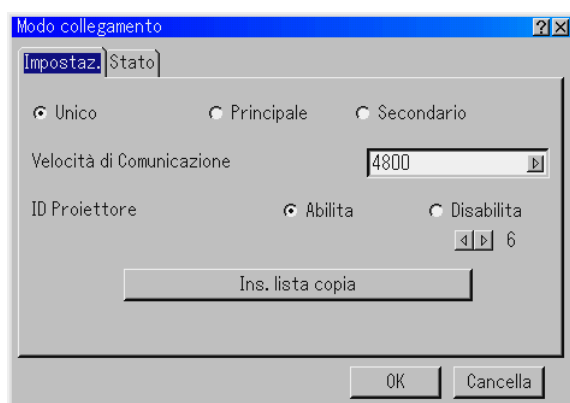 Modo collegamento
Impostaz. Stato
Unico Principale Secondario
Velocità di Comunicazione 4800
ID Proiettore Abilita Disabilita
6
Ins. lista copia
OK Cancella